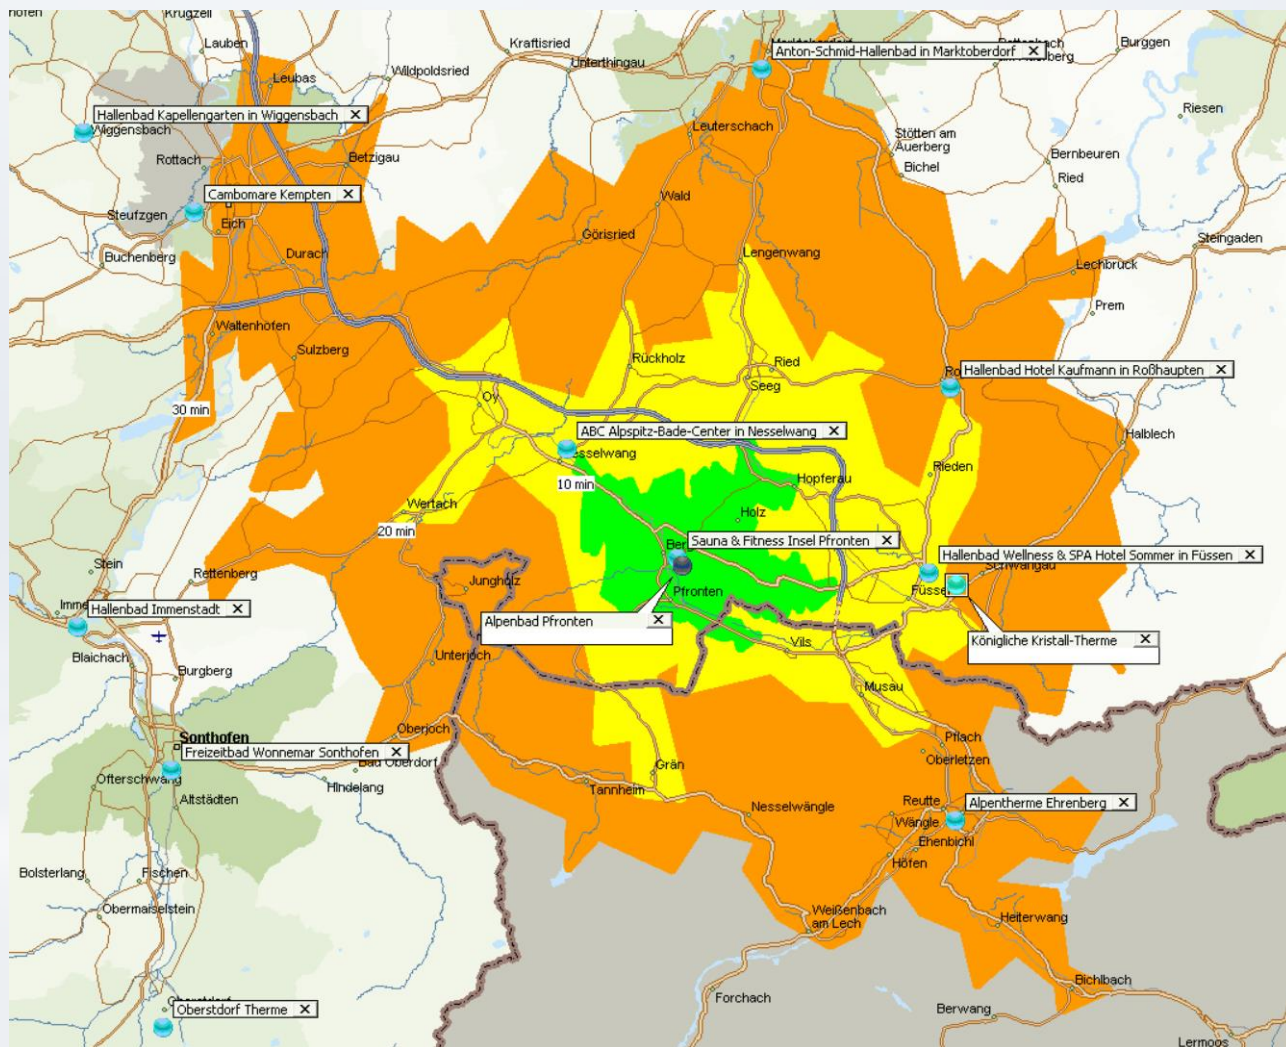 Krugzell
Lauben
Kraftisried
Burggen
Anton-Schmid-Hallenbad in Marktoberdorf
Unterthingau
Wildpoldsried
Leubas
Riesen
Hallenbad Kapellengarten in Wiggensbach
Wiggensbach
Leuterschach
Stötten am
Auerberg
Betzigau
Bernbeuren
Rottach
Bichel
Ried
Cambomare Kempten
Wald
Steufzgen
Eich
Görisried
Steingaden
Durach
Lengenwang
Buchenberg
Lechbruck
Prem
Waltenhofen
Sulzberg
Rückholz
Ried
Hallenbad Hotel Kaufmann in Roßhaupten
Seeg
Oy
30 min
ABC Alpspitz-Bade-Center in Nesselwang
Halblech
Nesselwang
Rieden
Hopferau
10 min
Wertach
Holz
20 min
Sauna & Fitness Insel Pfronten
Hallenbad Wellness & SPA Hotel Sommer in Füssen
Stein
Schwangau
Rettenberg
Jungholz
Pfronten
Füssen
Hallenbad Immenstadt
Alpenbad Pfronten
Königliche Kristall-Therme
Vils
Blaichach
Unterjoch
Burgberg
Musau
Oberjoch
Sonthofen
Pflach
Freizeitbad Wonnemar Sonthofen
Oberletzen
Bad Oberdorf
Grän
Ofterschwang
Hindelang
Tannheim
Altstädten
Nesselwängle
Reutte
Alpentherme Ehrenberg
Wängle
Ehenbichl
Höfen
Bolsterlang
Fischen
Obermaiselstein
Weißenbach
am Lech
Heiterwang
Bichlbach
Forchach
Oberstdorf Therme
Berwang
Lermoos